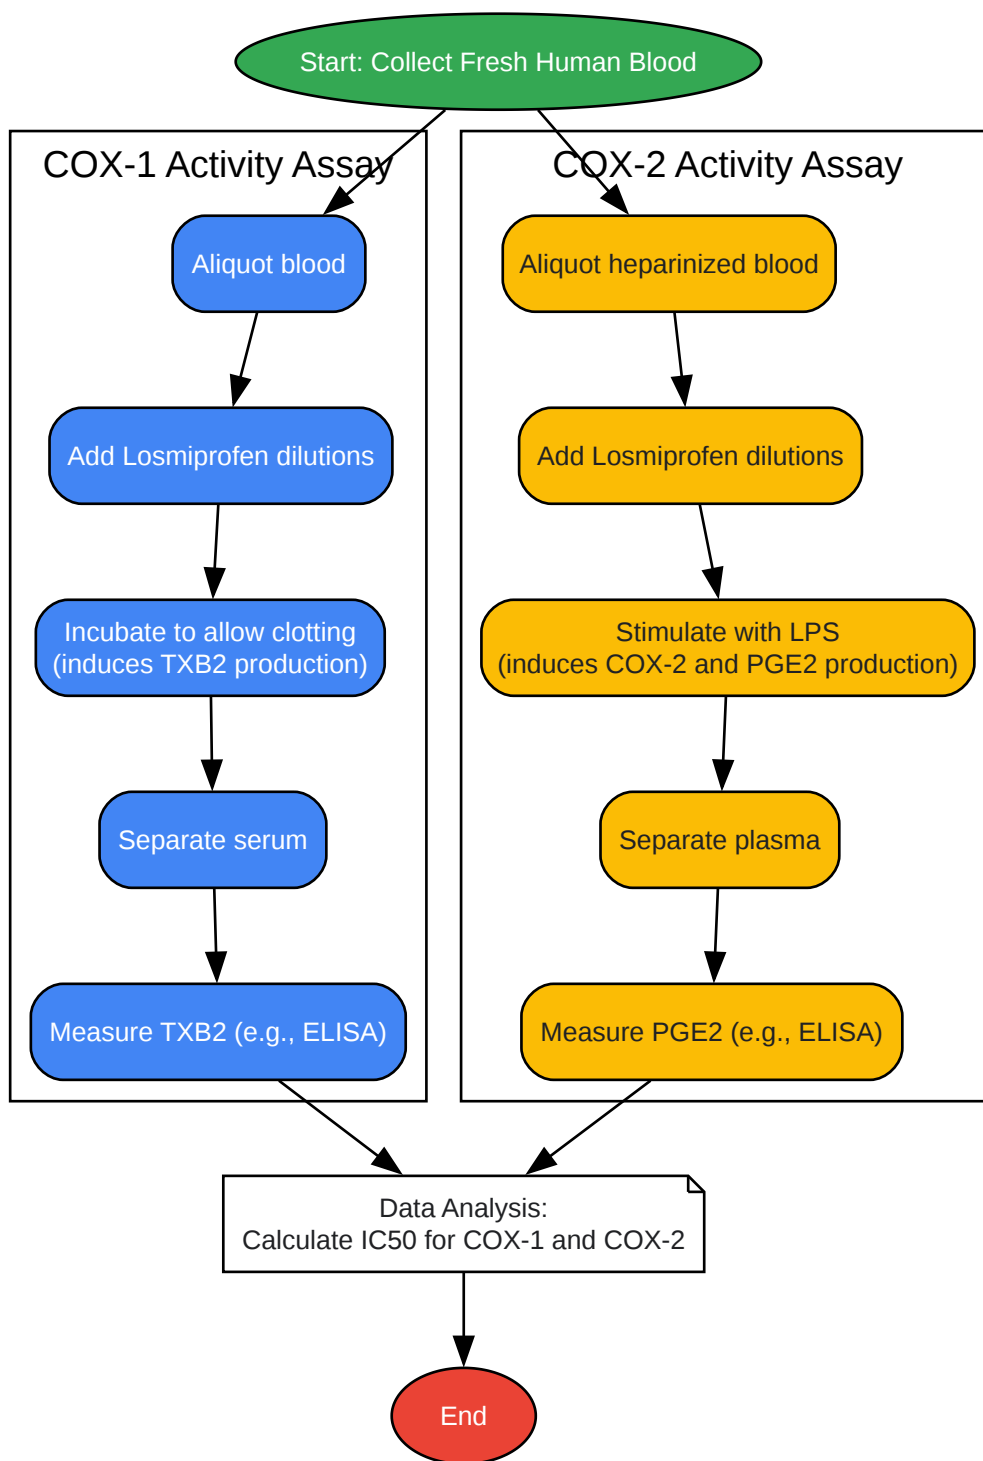 Start: Collect Fresh Human Blood
COX-1 Activity Assay
Aliquot blood
Add Losmiprofen dilutions
Incubate to allow clotting
(induces TXB2 production)
Separate serum
Measure TXB2 (e.g., ELISA)
COX-2 Activity Assay
Aliquot heparinized blood
Add Losmiprofen dilutions
Stimulate with LPS
(induces COX-2 and PGE2 production)
Separate plasma
Measure PGE2 (e.g., ELISA)
Data Analysis:
Calculate IC50 for COX-1 and COX-2
End